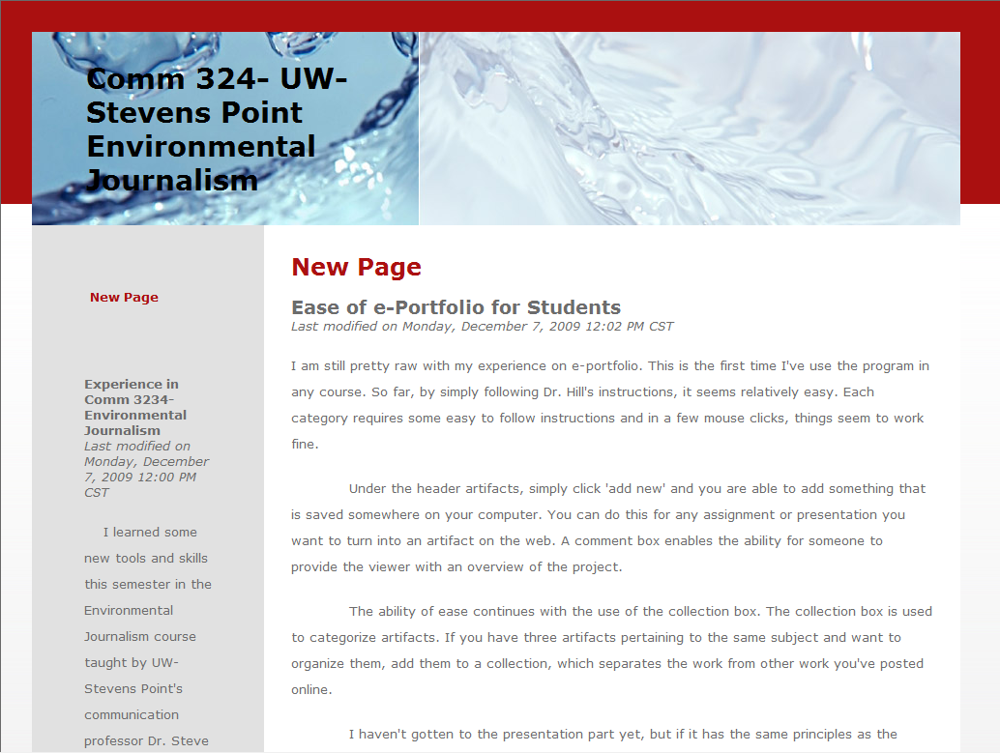 Comm 324- UW-
Stevens Point
Environmental
Journalism
New Page
Experience in
Comm 3234-
Environmental
Journalism
Last modified on
Monday, December
7, 2009 12:00 PM
CST
I learned some
new tools and skills
this semester in the
Environmental
Journalism course
taught by UW-
Stevens Point's
communication
professor Dr. Steve
New Page
Ease of e-Portfolio for Students
Last modified on Monday, December 7, 2009 12:02 PM CST
I am still pretty raw with my experience on e-portfolio. This is the first time I've use the program in
any course. So far, by simply following Dr. Hill's instructions, it seems relatively easy. Each
category requires some easy to follow instructions and in a few mouse clicks, things seem to work
fine.
Under the header artifacts, simply click 'add new' and you are able to add something that
is saved somewhere on your computer. You can do this for any assignment or presentation you
want to turn into an artifact on the web. A comment box enables the ability for someone to
provide the viewer with an overview of the project.
The ability of ease continues with the use of the collection box. The collection box is used
to categorize artifacts. If you have three artifacts pertaining to the same subject and want to
organize them, add them to a collection, which separates the work from other work you've posted
online.
I haven't gotten to the presentation part yet, but if it has the same principles as the